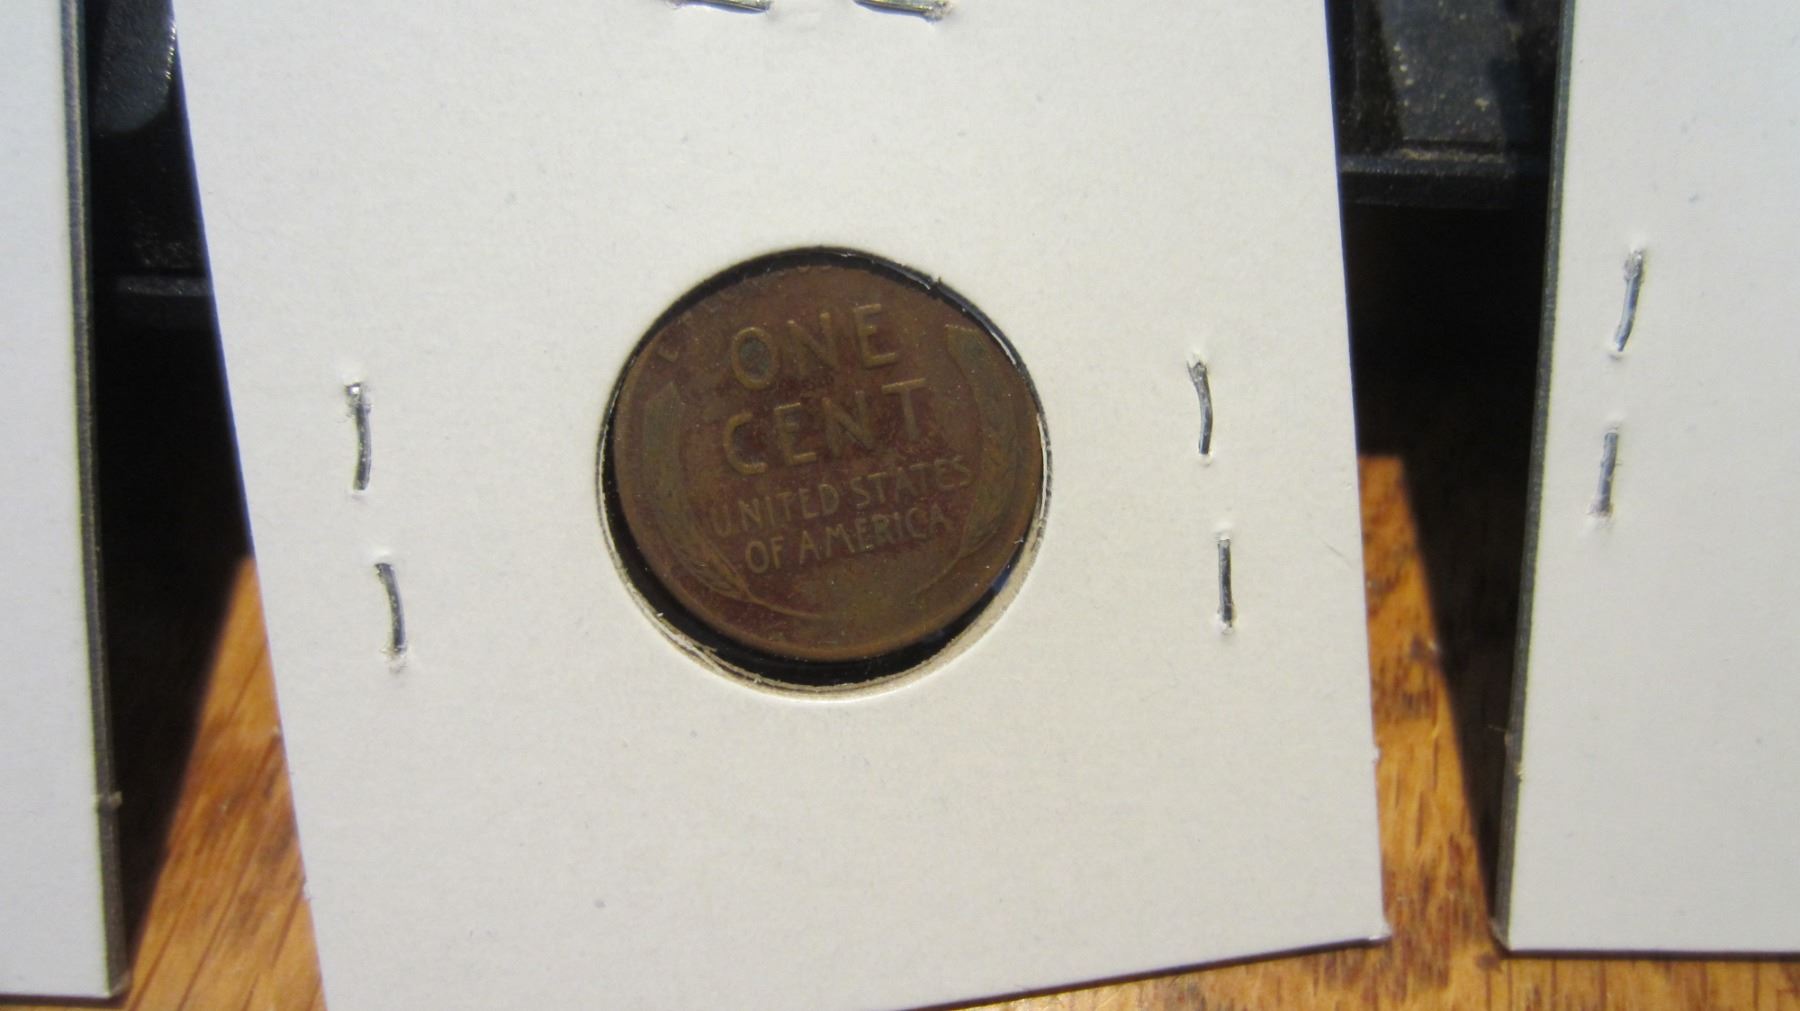 ONE
CENT
UNITED STATES
OF AMERICA